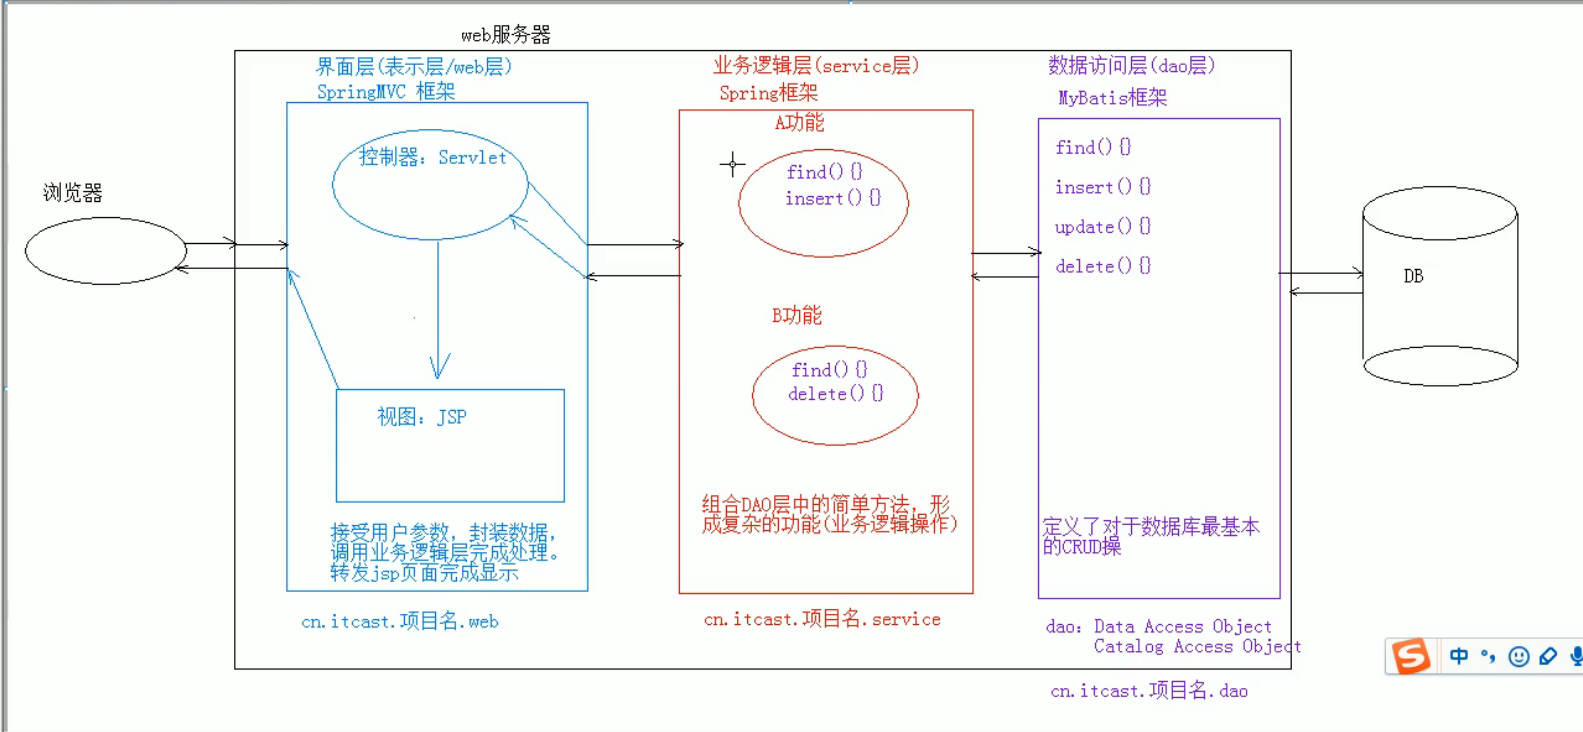 web服务器
界面层(表示层/web层)
SpringMVC 框架
控制器：Servlet
视图：JSP
接受用户参数，封装数据，
调用业务逻辑层完成处理。
转发jsp页面完成显示
cn.itcast.项目名.web
浏览器
业务逻辑层(service层)
Spring框架
A功能
find(){}
insert(){}
B功能
find(){}
delete(){}
组合DAO层中的简单方法，形
成复杂的功能(业务逻辑操作)
cn.itcast.项目名.service
数据访问层(dao层)
MyBatis框架
find(){}
insert(){}
update(){}
delete(){}
定义了对于数据库最基本
的CRUD操
dao：Data Access Object
Catalog Access Object
cn.itcast.项目名.dao
DB
S 中